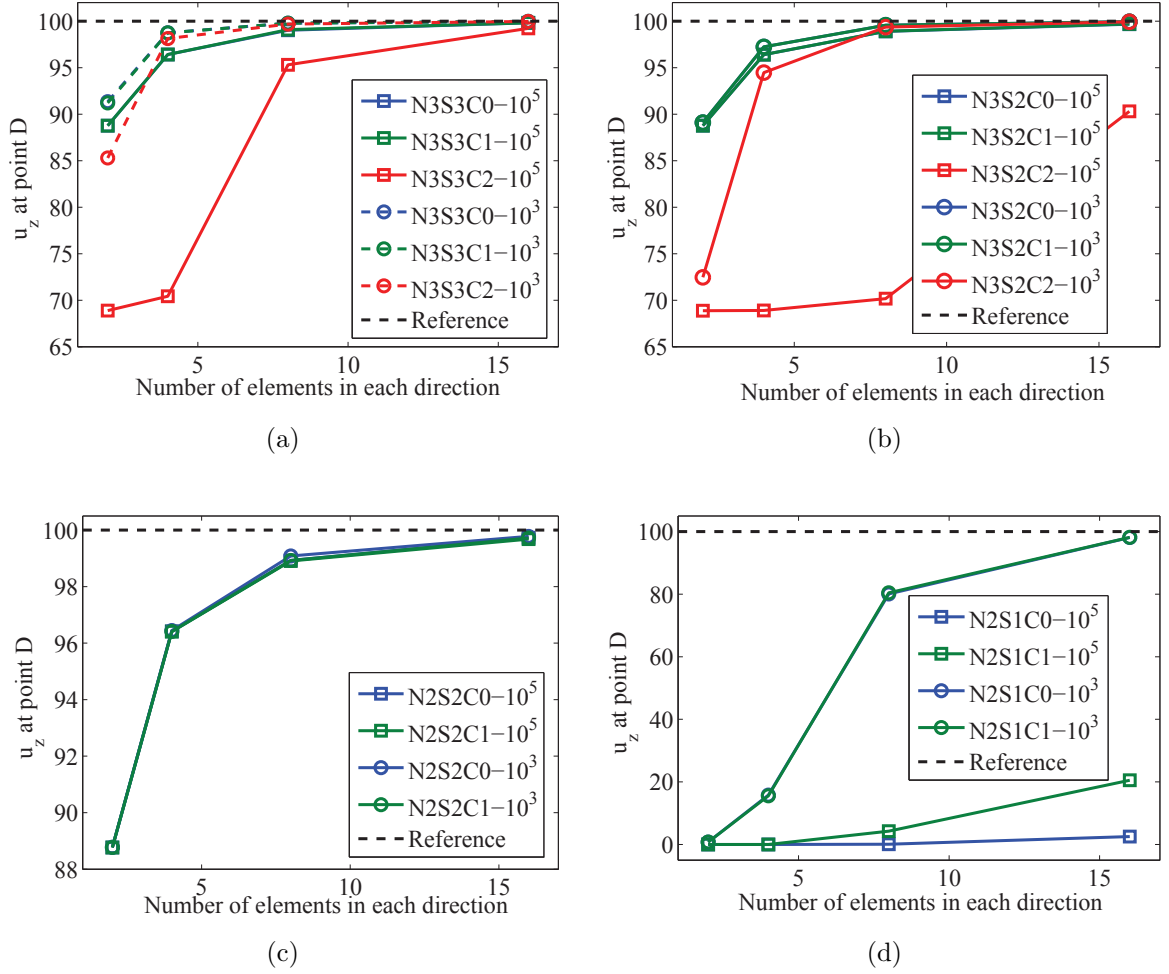 100
95
90
85
80
75
70
65
u_z at point D
5
10
15
Number of elements in each direction
N3S3C0−10^5
N3S3C1−10^5
N3S3C2−10^5
N3S3C0−10^3
N3S3C1−10^3
N3S3C2−10^3
Reference
(a)
100
95
90
85
80
75
70
65
u_z at point D
5
10
15
Number of elements in each direction
N3S2C0−10^5
N3S2C1−10^5
N3S2C2−10^5
N3S2C0−10^3
N3S2C1−10^3
N3S2C2−10^3
Reference
(b)
100
98
96
94
92
90
88
u_z at point D
5
10
15
Number of elements in each direction
N2S2C0−10^5
N2S2C1−10^5
N2S2C0−10^3
N2S2C1−10^3
Reference
(c)
100
80
60
40
20
0
u_z at point D
5
10
15
Number of elements in each direction
N2S1C0−10^5
N2S1C1−10^5
N2S1C0−10^3
N2S1C1−10^3
Reference
(d)